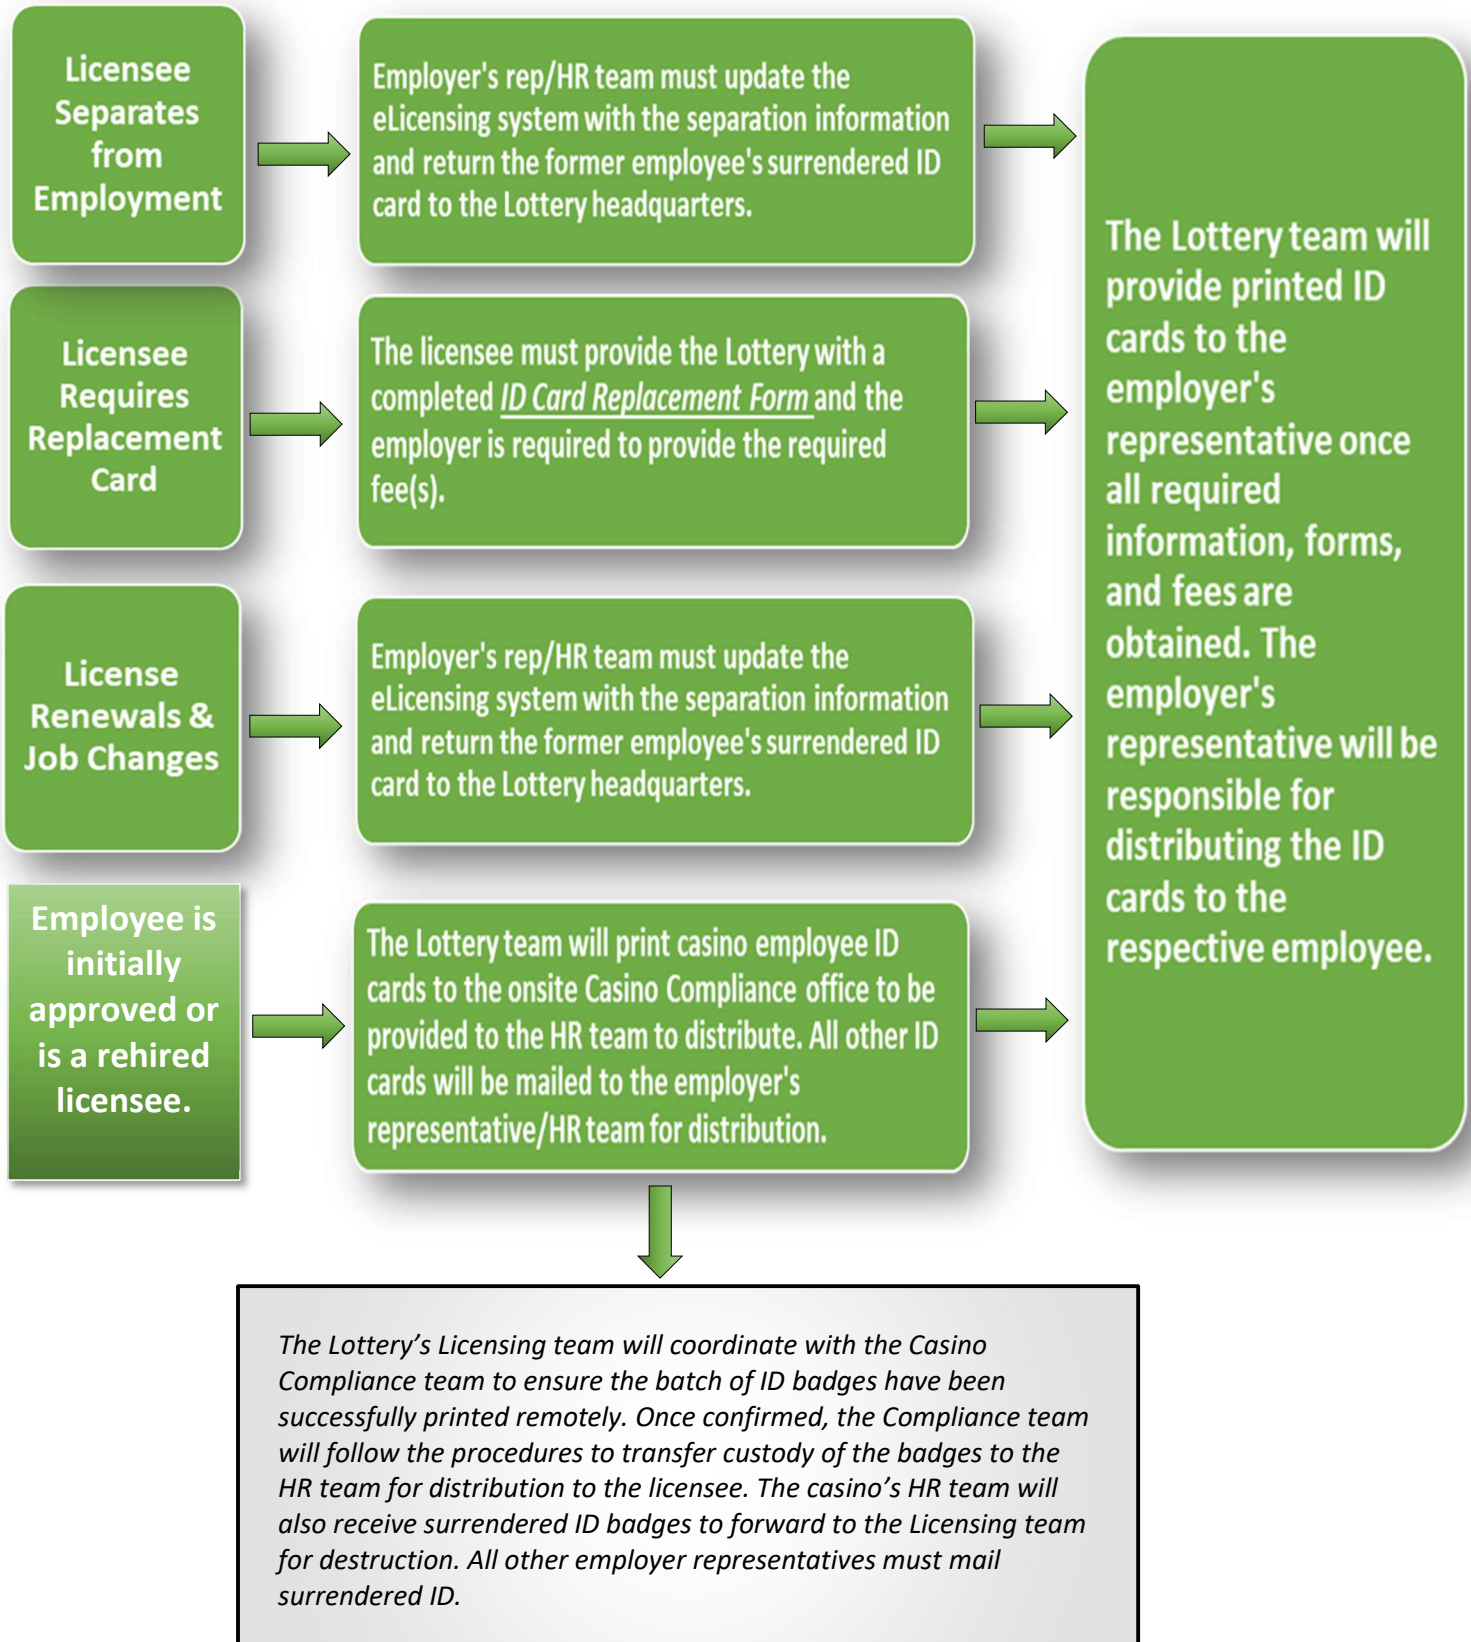 Licensee
Separates
from
Employment
Employer's rep/HR team must update the
eLicensing system with the separation information
and return the former employee's surrendered ID
card to the Lottery headquarters.
Licensee
Requires
Replacement
Card
The licensee must provide the Lottery with a
completed ID Card Replacement Form and the
employer is required to provide the required
fee(s).
License
Renewals &
Job Changes
Employer's rep/HR team must update the
eLicensing system with the separation information
and return the former employee's surrendered ID
card to the Lottery headquarters.
Employee is
initially
approved or
is a rehired
licensee.
The Lottery team will print casino employee ID
cards to the onsite Casino Compliance office to be
provided to the HR team to distribute. All other ID
cards will be mailed to the employer's
representative/HR team for distribution.
The Lottery team will
provide printed ID
cards to the
employer's
representative once
all required
information, forms,
and fees are
obtained. The
employer's
representative will be
responsible for
distributing the ID
cards to the
respective employee.
The Lottery’s Licensing team will coordinate with the Casino
Compliance team to ensure the batch of ID badges have been
successfully printed remotely. Once confirmed, the Compliance team
will follow the procedures to transfer custody of the badges to the
HR team for distribution to the licensee. The casino’s HR team will
also receive surrendered ID badges to forward to the Licensing team
for destruction. All other employer representatives must mail
surrendered ID.